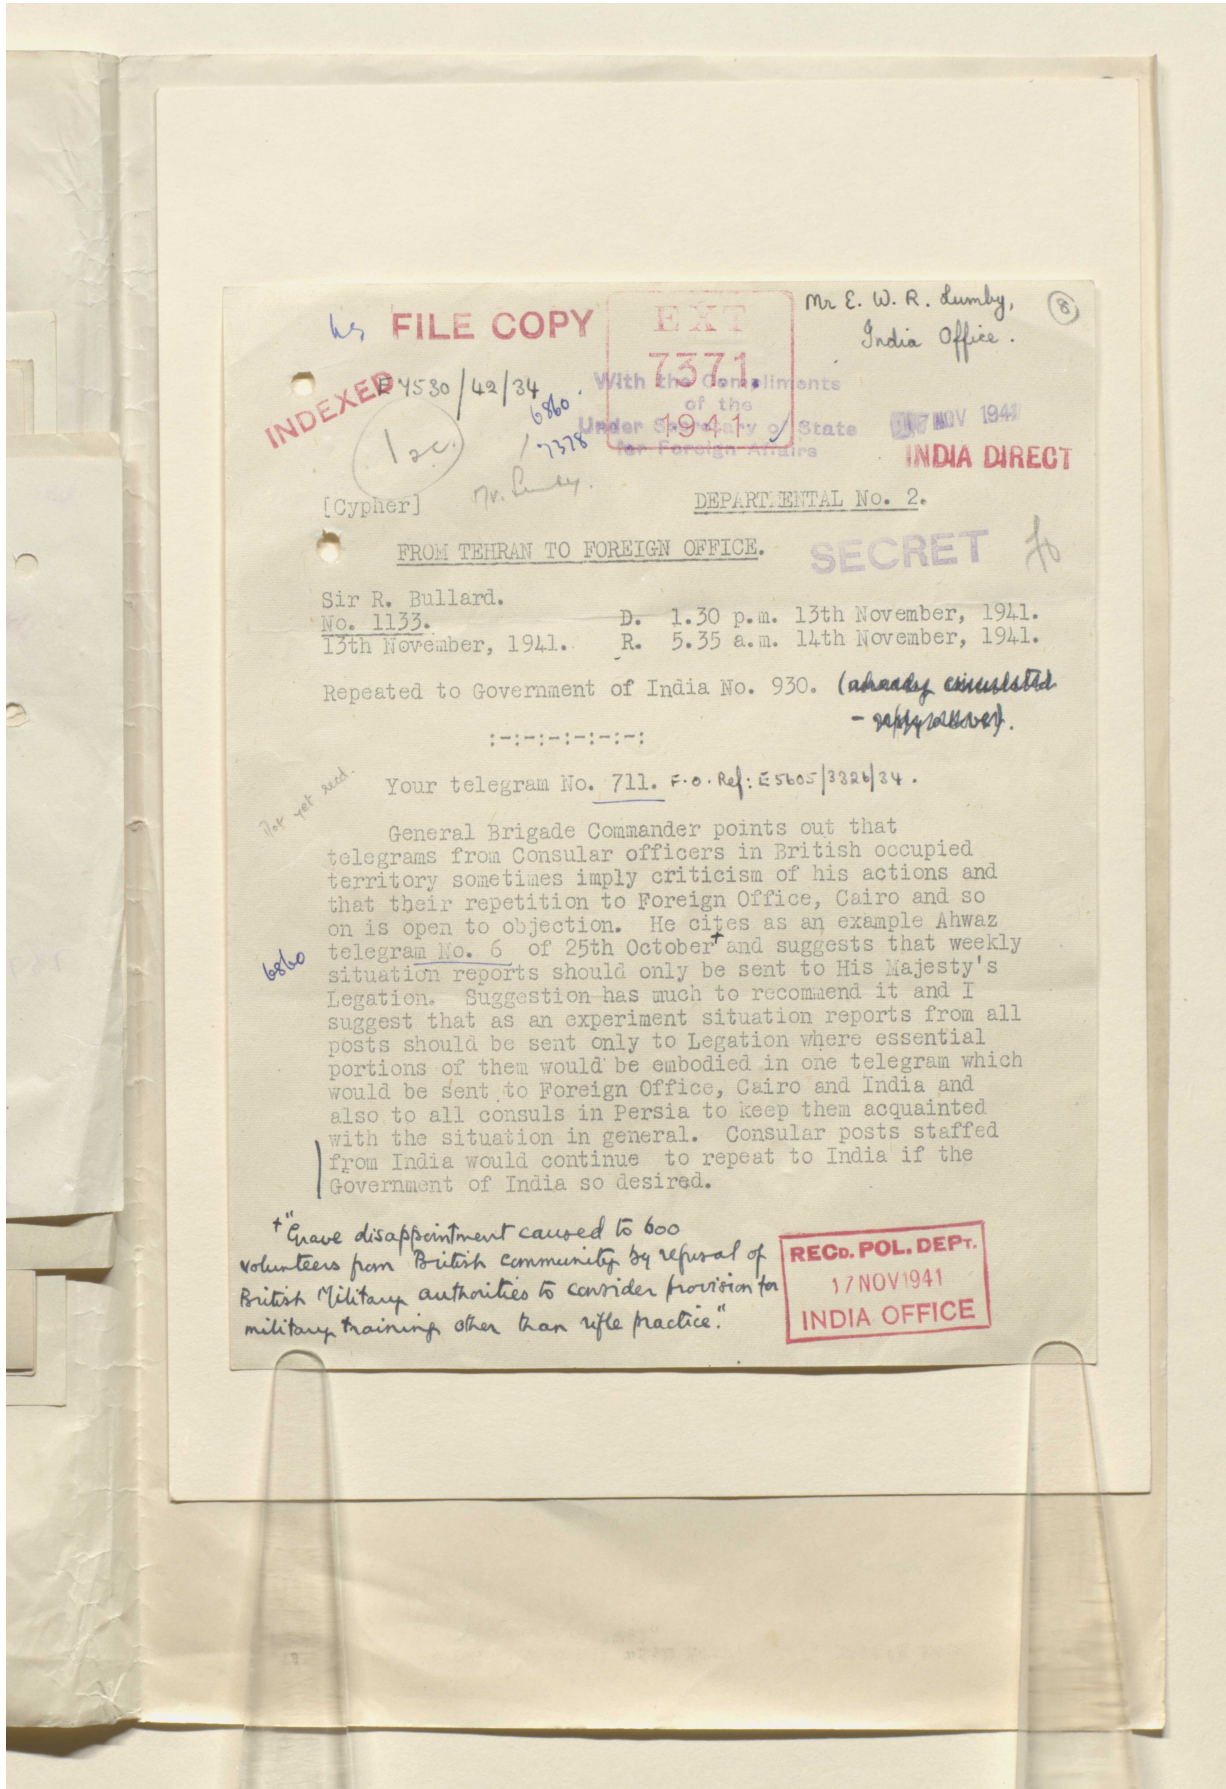 Mr E. W. R. Lumby,
8
India Office.
FILE COPY
EXT
7371
1941
INDEXED
E 7530/42/34
6860
7378
With the Compliments
of the
Under Secretary of State
for Foreign Affairs
NOV 1941
INDIA DIRECT
Mr. Lumby.
[Cypher]
DEPARTMENTAL No. 2.
FROM TEHRAN TO FOREIGN OFFICE.
SECRET
Sir R. Bullard.
No. 1133.
D. 1.30 p.m. 13th November, 1941.
13th November, 1941.
R. 5.35 a.m. 14th November, 1941.
Repeated to Government of India No. 930. (already circulated
:-:-:-:-:-:-:
Not yet recd.
Your telegram No. 711. F.O. Ref: E5605/3326/34.
General Brigade Commander points out that
telegrams from Consular officers in British occupied
territory sometimes imply criticism of his actions and
that their repetition to Foreign Office, Cairo and so
on is open to objection. He cites as an example Ahwaz
telegram No. 6 of 25th October+ and suggests that weekly
6860
situation reports should only be sent to His Majesty's
Legation. Suggestion has much to recommend it and I
suggest that as an experiment situation reports from all
posts should be sent only to Legation where essential
portions of them would be embodied in one telegram which
would be sent to Foreign Office, Cairo and India and
also to all consuls in Persia to keep them acquainted
with the situation in general. Consular posts staffed
from India would continue to repeat to India if the
Government of India so desired.
+ "Grave disappointment caused to 600
volunteers from British community by refusal of
British Military authorities to consider provision for
military training other than rifle practice."
RECD. POL. DEPT.
17 NOV 1941
INDIA OFFICE